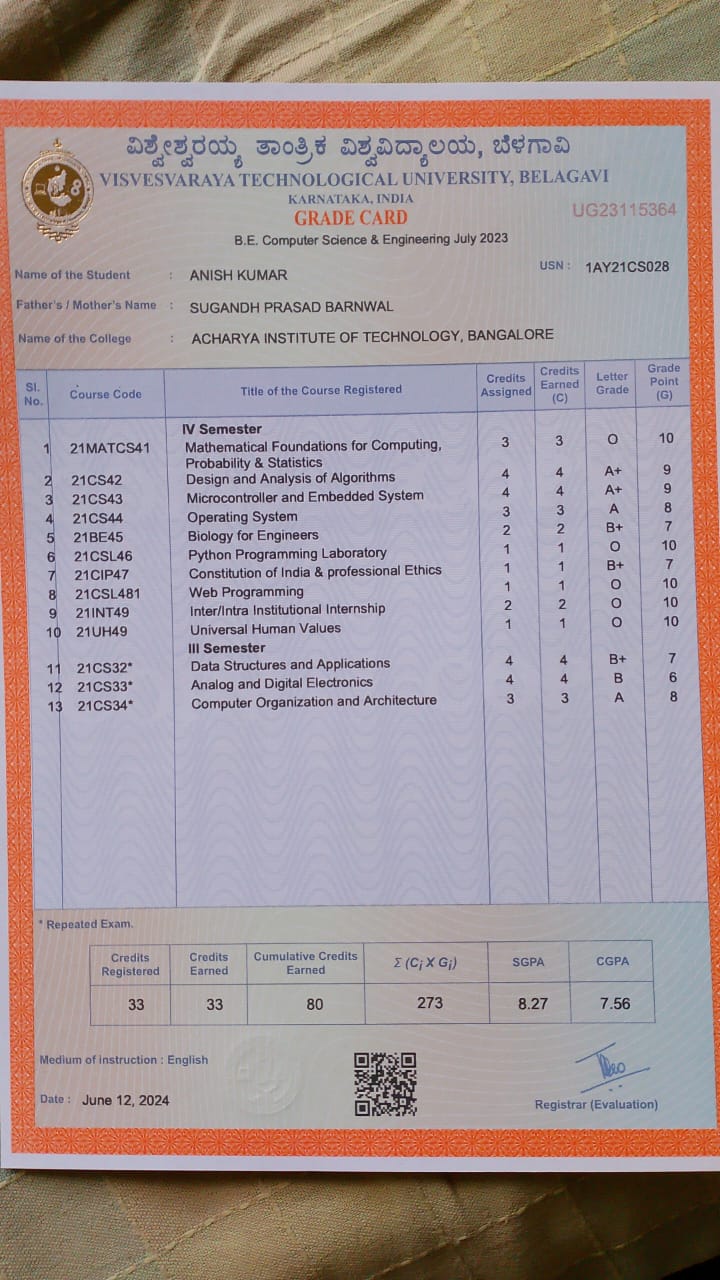 ವಿಶ್ವೇಶ್ವರಯ್ಯ ತಾಂತ್ರಿಕ ವಿಶ್ವವಿದ್ಯಾಲಯ, ಬೆಳಗಾವಿ
VISVESVARAYA TECHNOLOGICAL UNIVERSITY, BELAGAVI
KARNATAKA, INDIA
GRADE CARD
UG23115364
B.E. Computer Science & Engineering July 2023
Name of the Student : ANISH KUMAR USN : 1AY21CS028
Father's / Mother's Name : SUGANDH PRASAD BARNWAL
Name of the College : ACHARYA INSTITUTE OF TECHNOLOGY, BANGALORE
Sl. No. Course Code Title of the Course Registered Credits Assigned Credits Earned (C) Letter Grade Grade Point (G)
IV Semester
1 21MATCS41 Mathematical Foundations for Computing, 3 3 O 10
Probability & Statistics
2 21CS42 Design and Analysis of Algorithms 4 4 A+ 9
3 21CS43 Microcontroller and Embedded System 4 4 A+ 9
4 21CS44 Operating System 3 3 A 8
5 21BE45 Biology for Engineers 2 2 B+ 7
6 21CSL46 Python Programming Laboratory 1 1 O 10
7 21CIP47 Constitution of India & professional Ethics 1 1 B+ 7
8 21CSL481 Web Programming 1 1 O 10
9 21INT49 Inter/Intra Institutional Internship 2 2 O 10
10 21UH49 Universal Human Values 1 1 O 10
III Semester
11 21CS32* Data Structures and Applications 4 4 B+ 7
12 21CS33* Analog and Digital Electronics 4 4 B 6
13 21CS34* Computer Organization and Architecture 3 3 A 8
* Repeated Exam.
Credits Registered Credits Earned Cumulative Credits Earned Σ (Ci X Gi) SGPA CGPA
33 33 80 273 8.27 7.56
Medium of instruction : English
Date : June 12, 2024
Registrar (Evaluation)